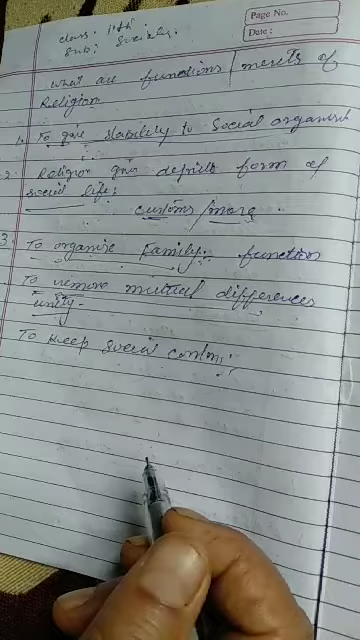 Page No.
Date:
class: 11th
sub: Sociology.
What are functions / merits of
Religion
1. To give stability to Social organisat
2. Religion give definite form of
social life:
customs / mores.
3. To organise Family: function
To remove mutual differences
unity.
To keep social control: